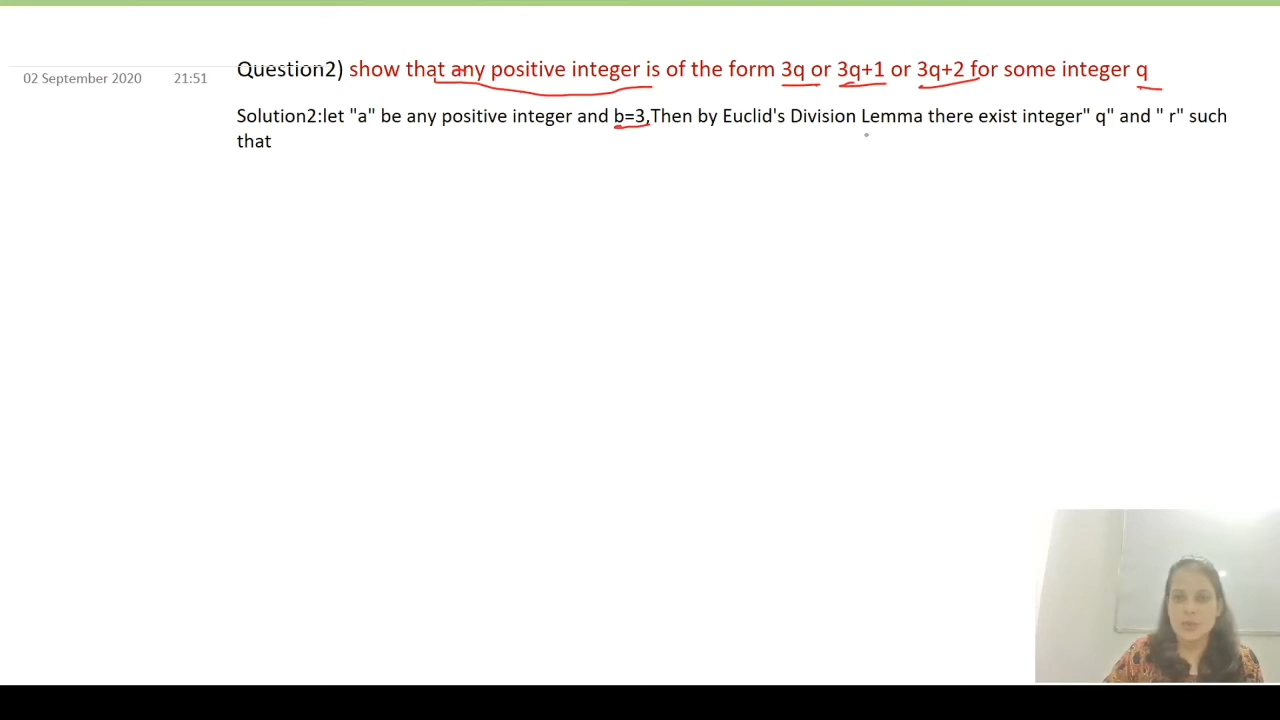 02 September 2020 21:51
Question2) show that any positive integer is of the form 3q or 3q+1 or 3q+2 for some integer q
Solution2:let "a" be any positive integer and b=3,Then by Euclid's Division Lemma there exist integer" q" and " r" such
that